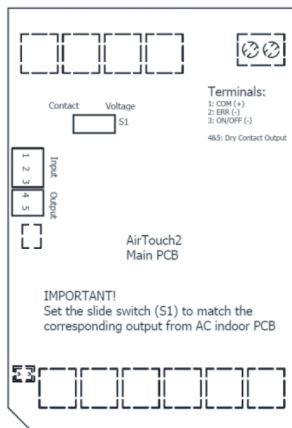 Terminals:
1: COM (+)
2: ERR (-)
3: ON/OFF (-)
4&5: Dry Contact Output
Contact Voltage
S1
1 2 3
Input
4 5
Output
AirTouch2
Main PCB
IMPORTANT!
Set the slide switch (S1) to match the
corresponding output from AC indoor PCB